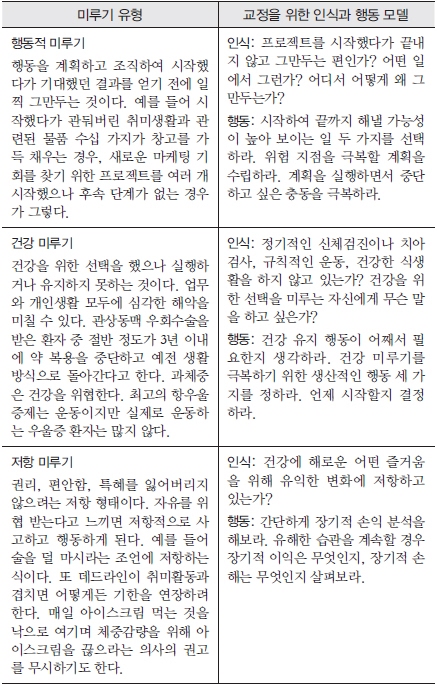 미루기 유형
교정을 위한 인식과 행동 모델
행동적 미루기
행동을 계획하고 조직하여 시작했
다가 기대했던 결과를 얻기 전에 일
찍 그만두는 것이다. 예를 들어 시
작했다가 관둬버린 취미생활과 관
련된 물품 수십 가지가 창고를 가
득 채우는 경우, 새로운 마케팅 기
회를 찾기 위한 프로젝트를 여러 개
시작했으나 후속 단계가 없는 경우
가 그렇다.
인식: 프로젝트를 시작했다가 끝내
지 않고 그만두는 편인가? 어떤 일
에서 그런가? 어디서 어떻게 왜 그
만두는가?
행동: 시작하여 끝까지 해낼 가능성
이 높아 보이는 일 두 가지를 선택
하라. 위험 지점을 극복할 계획을
수립하라. 계획을 실행하면서 중단
하고 싶은 충동을 극복하라.
건강 미루기
건강을 위한 선택을 했으나 실행하
거나 유지하지 못하는 것이다. 업무
와 개인생활 모두에 심각한 해악을
미칠 수 있다. 관상동맥 우회수술을
받은 환자 중 절반 정도가 3년 이내
에 약 복용을 중단하고 예전 생활
방식으로 돌아간다고 한다. 과체중
은 건강을 위협한다. 최고의 항우울
증제는 운동이지만 실제로 운동하
는 우울증 환자는 많지 않다.
인식: 정기적인 신체검진이나 치아
검사, 규칙적인 운동, 건강한 식생
활을 하지 않고 있는가? 건강을 위
한 선택을 미루는 자신에게 무슨 말
을 하고 싶은가?
행동: 건강 유지 행동이 어째서 필
요한지 생각하라. 건강 미루기를
극복하기 위한 생산적인 행동 세 가
지를 정하라. 언제 시작할지 결정
하라.
저항 미루기
권리, 편안함, 특혜를 잃어버리지
않으려는 저항 형태이다. 자유를 위
협 받는다고 느끼면 저항적으로 사
고하고 행동하게 된다. 예를 들어
술을 덜 마시라는 조언에 저항하는
식이다. 또 데드라인이 취미활동과
겹치면 어떻게든 기한을 연장하려
한다. 매일 아이스크림 먹는 것을
낙으로 여기며 체중감량을 위해 아
이스크림을 끊으라는 의사의 권고
를 무시하기도 한다.
인식: 건강에 해로운 어떤 즐거움
을 위해 유익한 변화에 저항하고
있는가?
행동: 간단하게 장기적 손익 분석을
해보라. 유해한 습관을 계속할 경우
장기적 이익은 무엇인지, 장기적 손
해는 무엇인지 살펴보라.